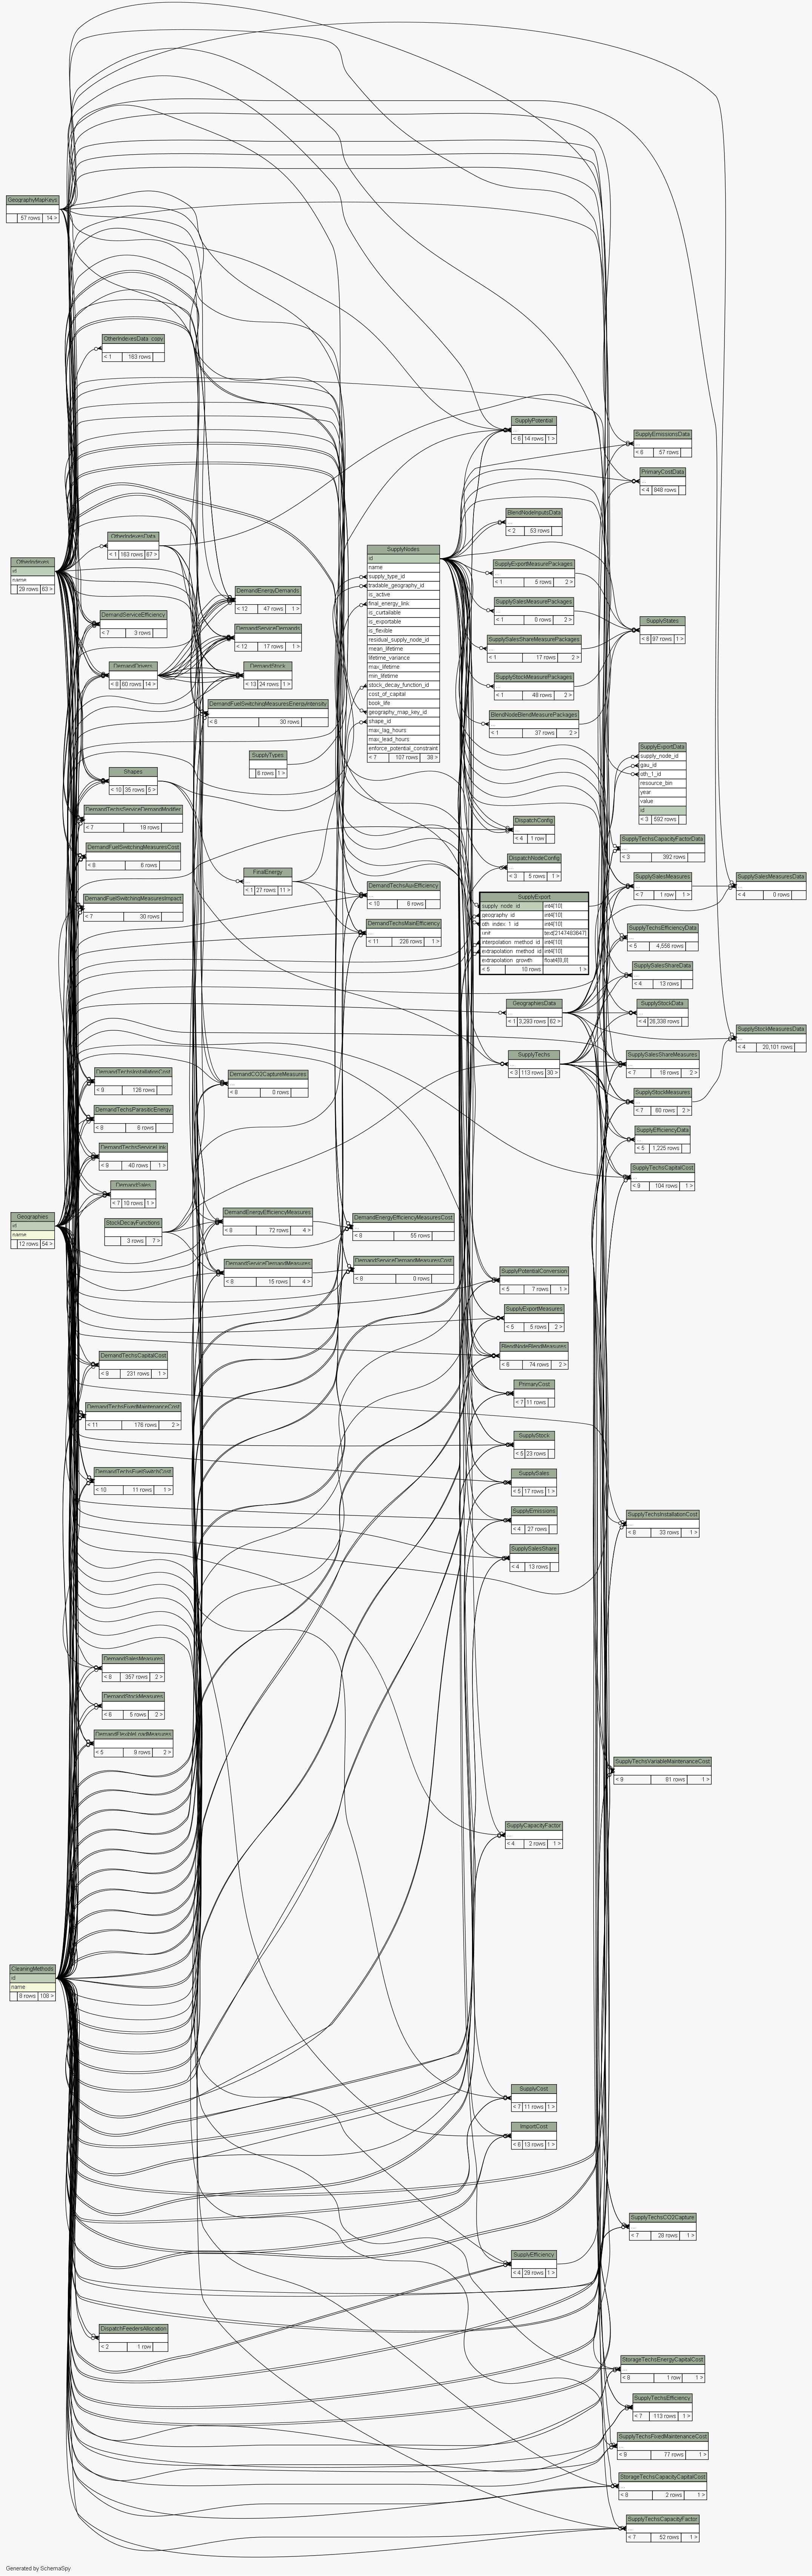 GeographyMapKeys
57 rows 14 >
OtherIndexesData_copy
< 1 163 rows
SupplyPotential
< 6 14 rows 1 >
SupplyEmissionsData
< 6 57 rows
PrimaryCostData
< 4 848 rows
BlendNodeInputsData
< 2 53 rows
OtherIndexesData
< 1 163 rows 67 >
OtherIndexes
id
name
29 rows 63 >
SupplyNodes
id
name
supply_type_id
tradable_geography_id
is_active
final_energy_link
is_curtailable
is_exportable
is_flexible
residual_supply_node_id
mean_lifetime
lifetime_variance
max_lifetime
min_lifetime
stock_decay_function_id
cost_of_capital
book_life
geography_map_key_id
shape_id
max_lag_hours
max_lead_hours
enforce_potential_constraint
< 7 107 rows 38 >
SupplyExportMeasurePackages
< 1 5 rows 2 >
DemandEnergyDemands
< 12 47 rows 1 >
SupplySalesMeasurePackages
< 1 0 rows 2 >
DemandServiceEfficiency
< 7 3 rows
SupplyStates
< 6 97 rows 1 >
DemandServiceDemands
< 12 17 rows 1 >
SupplySalesShareMeasurePackages
< 1 17 rows 2 >
DemandDrivers
< 8 60 rows 14 >
DemandStock
< 13 24 rows 1 >
SupplyStockMeasurePackages
< 1 48 rows 2 >
DemandFuelSwitchingMeasuresEnergyIntensity
< 6 30 rows
BlendNodeBlendMeasurePackages
< 1 37 rows 2 >
SupplyTypes
6 rows 1 >
SupplyExportData
supply_node_id
gau_id
oth_1_id
resource_bin
year
value
id
< 3 592 rows
Shapes
< 10 35 rows 5 >
DemandTechsServiceDemandModifier
< 7 19 rows
DispatchConfig
< 4 1 row
SupplyTechsCapacityFactorData
< 3 392 rows
DemandFuelSwitchingMeasuresCost
< 8 6 rows
DispatchNodeConfig
< 3 5 rows 1 >
FinalEnergy
< 1 27 rows 11 >
SupplySalesMeasures
< 7 1 row 1 >
SupplySalesMeasuresData
< 4 0 rows
DemandTechsAuxEfficiency
< 10 6 rows
DemandFuelSwitchingMeasuresImpact
< 7 30 rows
SupplyExport
supply_node_id int4[10]
geography_id int4[10]
oth_index_1_id int4[10]
unit text[2147483647]
interpolation_method_id int4[10]
extrapolation_method_id int4[10]
extrapolation_growth float4[8,8]
< 5 10 rows 1 >
DemandTechsMainEfficiency
< 11 226 rows 1 >
SupplyTechsEfficiencyData
< 5 4,556 rows
SupplySalesShareData
< 4 13 rows
GeographiesData
< 1 3,293 rows 62 >
SupplyStockData
< 4 26,339 rows
SupplyStockMeasuresData
< 4 20,101 rows
SupplyTechs
< 3 113 rows 30 >
SupplySalesShareMeasures
< 7 18 rows 2 >
DemandTechsInstallationCost
< 9 126 rows
DemandCO2CaptureMeasures
< 8 0 rows
SupplyStockMeasures
< 7 60 rows 2 >
DemandTechsParasiticEnergy
< 8 6 rows
SupplyEfficiencyData
< 5 1,225 rows
DemandTechsServiceLink
< 9 40 rows 1 >
SupplyTechsCapitalCost
< 9 104 rows 1 >
DemandSales
< 7 10 rows 1 >
Geographies
id
name
12 rows 54 >
StockDecayFunctions
3 rows 7 >
DemandEnergyEfficiencyMeasures
< 8 72 rows 4 >
DemandEnergyEfficiencyMeasuresCost
< 8 55 rows
DemandServiceDemandMeasures
< 8 15 rows 4 >
DemandServiceDemandMeasuresCost
< 8 0 rows
SupplyPotentialConversion
< 5 7 rows 1 >
SupplyExportMeasures
< 5 5 rows 2 >
BlendNodeBlendMeasures
< 6 74 rows 2 >
DemandTechsCapitalCost
< 9 231 rows 1 >
PrimaryCost
< 7 11 rows
DemandTechsFixedMaintenanceCost
< 11 176 rows 2 >
SupplyStock
< 5 23 rows
DemandTechsFuelSwitchCost
< 10 11 rows 1 >
SupplySales
< 5 17 rows 1 >
SupplyEmissions
< 4 27 rows
SupplyTechsInstallationCost
< 8 33 rows 1 >
SupplySalesShare
< 4 13 rows
DemandSalesMeasures
< 8 357 rows 2 >
DemandStockMeasures
< 6 5 rows 2 >
DemandFlexibleLoadMeasures
< 5 9 rows 2 >
SupplyTechsVariableMaintenanceCost
< 9 81 rows 1 >
SupplyCapacityFactor
< 4 2 rows 1 >
CleaningMethods
id
name
8 rows 108 >
SupplyCost
< 7 11 rows 1 >
ImportCost
< 8 13 rows 1 >
SupplyTechsCO2Capture
< 7 28 rows 1 >
SupplyEfficiency
< 4 29 rows 1 >
DispatchFeedersAllocation
< 2 1 row
StorageTechsEnergyCapitalCost
< 8 1 row 1 >
SupplyTechsEfficiency
< 7 113 rows 1 >
SupplyTechsFixedMaintenanceCost
< 8 77 rows 1 >
StorageTechsCapacityCapitalCost
< 8 2 rows 1 >
SupplyTechsCapacityFactor
< 7 52 rows 1 >
Generated by SchemaSpy